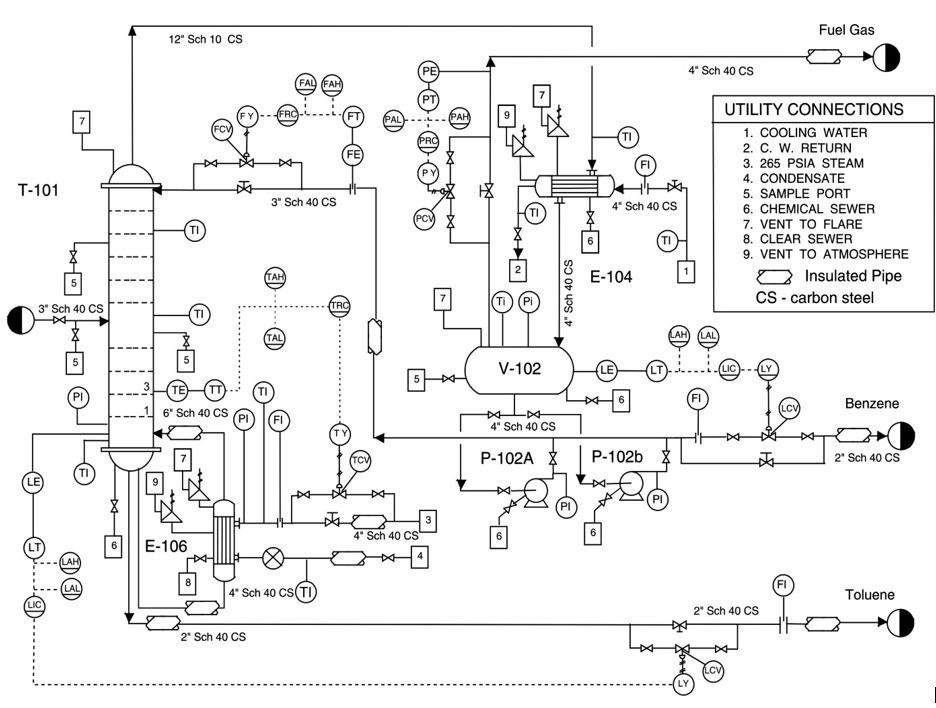 12" Sch 10 CS
Fuel Gas
4" Sch 40 CS
UTILITY CONNECTIONS
1. COOLING WATER
2. C. W. RETURN
3. 265 PSIA STEAM
4. CONDENSATE
5. SAMPLE PORT
6. CHEMICAL SEWER
7. VENT TO FLARE
8. CLEAR SEWER
9. VENT TO ATMOSPHERE
Insulated Pipe
CS - carbon steel
PE
FAL FAH
7
F Y FRC FT
FCV
PT
PAL PAH
9 7
TI
7
FE
PRC
P Y
FI
T-101
3" Sch 40 CS
PCV
4" Sch 40 CS
TI
6
TI
2
1
E-104
TI
5
TAH
TRC
TAL
4" Sch 40 CS
7
Ti Pi
3" Sch 40 CS
TI
5
5
LAH LAL
V-102
LE LT LIC LY
5
6
3
TE TT
PI
1
6" Sch 40 CS
TI
PI FI
4" Sch 40 CS
FI
LCV
Benzene
2" Sch 40 CS
T Y
TCV
P-102A
P-102b
PI
PI
6
6
LE
TI
7
9
6
E-106
3
4" Sch 40 CS
4
8
4" Sch 40 CS
TI
LT
LAH
LAL
LIC
2" Sch 40 CS
2" Sch 40 CS
FI
Toluene
LCV
LY